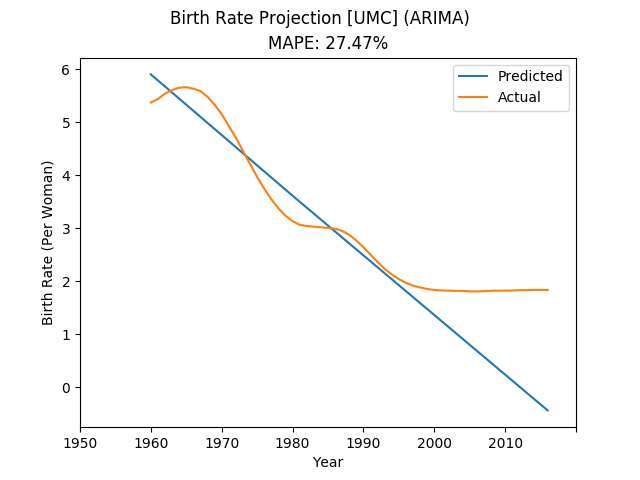 Birth Rate Projection [UMC] (ARIMA)
MAPE: 27.47%
Predicted
Actual
Birth Rate (Per Woman)
6
5
4
3
2
1
0
1950 1960 1970 1980 1990 2000 2010
Year